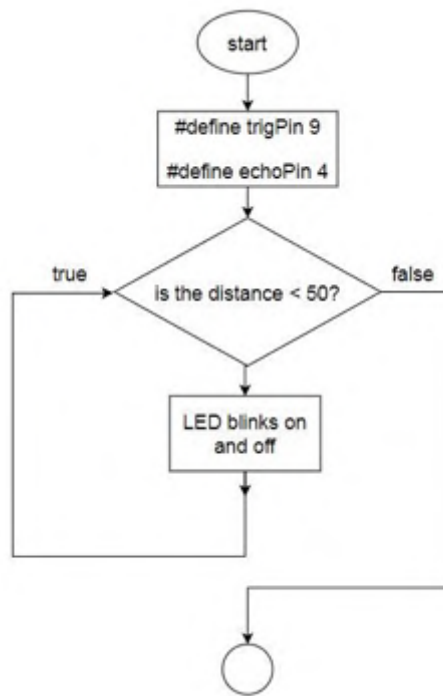 start
#define trigPin 9
#define echoPin 4
true
is the distance < 50?
false
LED blinks on
and off